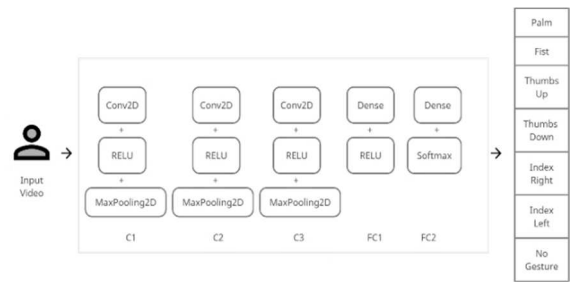 Input
Video
Conv2D
+
RELU
+
MaxPooling2D
C1
Conv2D
+
RELU
+
MaxPooling2D
C2
Conv2D
+
RELU
+
MaxPooling2D
C3
Dense
+
RELU
FC1
Dense
+
Softmax
FC2
Palm
Fist
Thumbs
Up
Thumbs
Down
Index
Right
Index
Left
No
Gesture